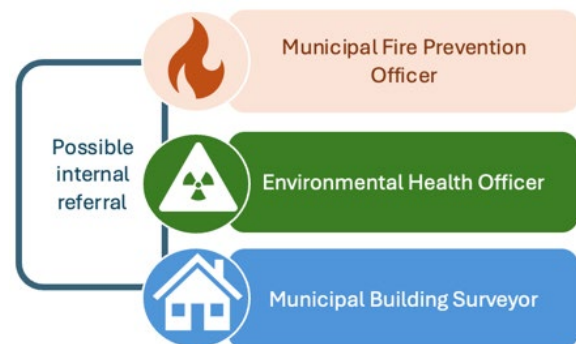 Municipal Fire Prevention
Officer
Possible
internal
referral
Environmental Health Officer
Municipal Building Surveyor